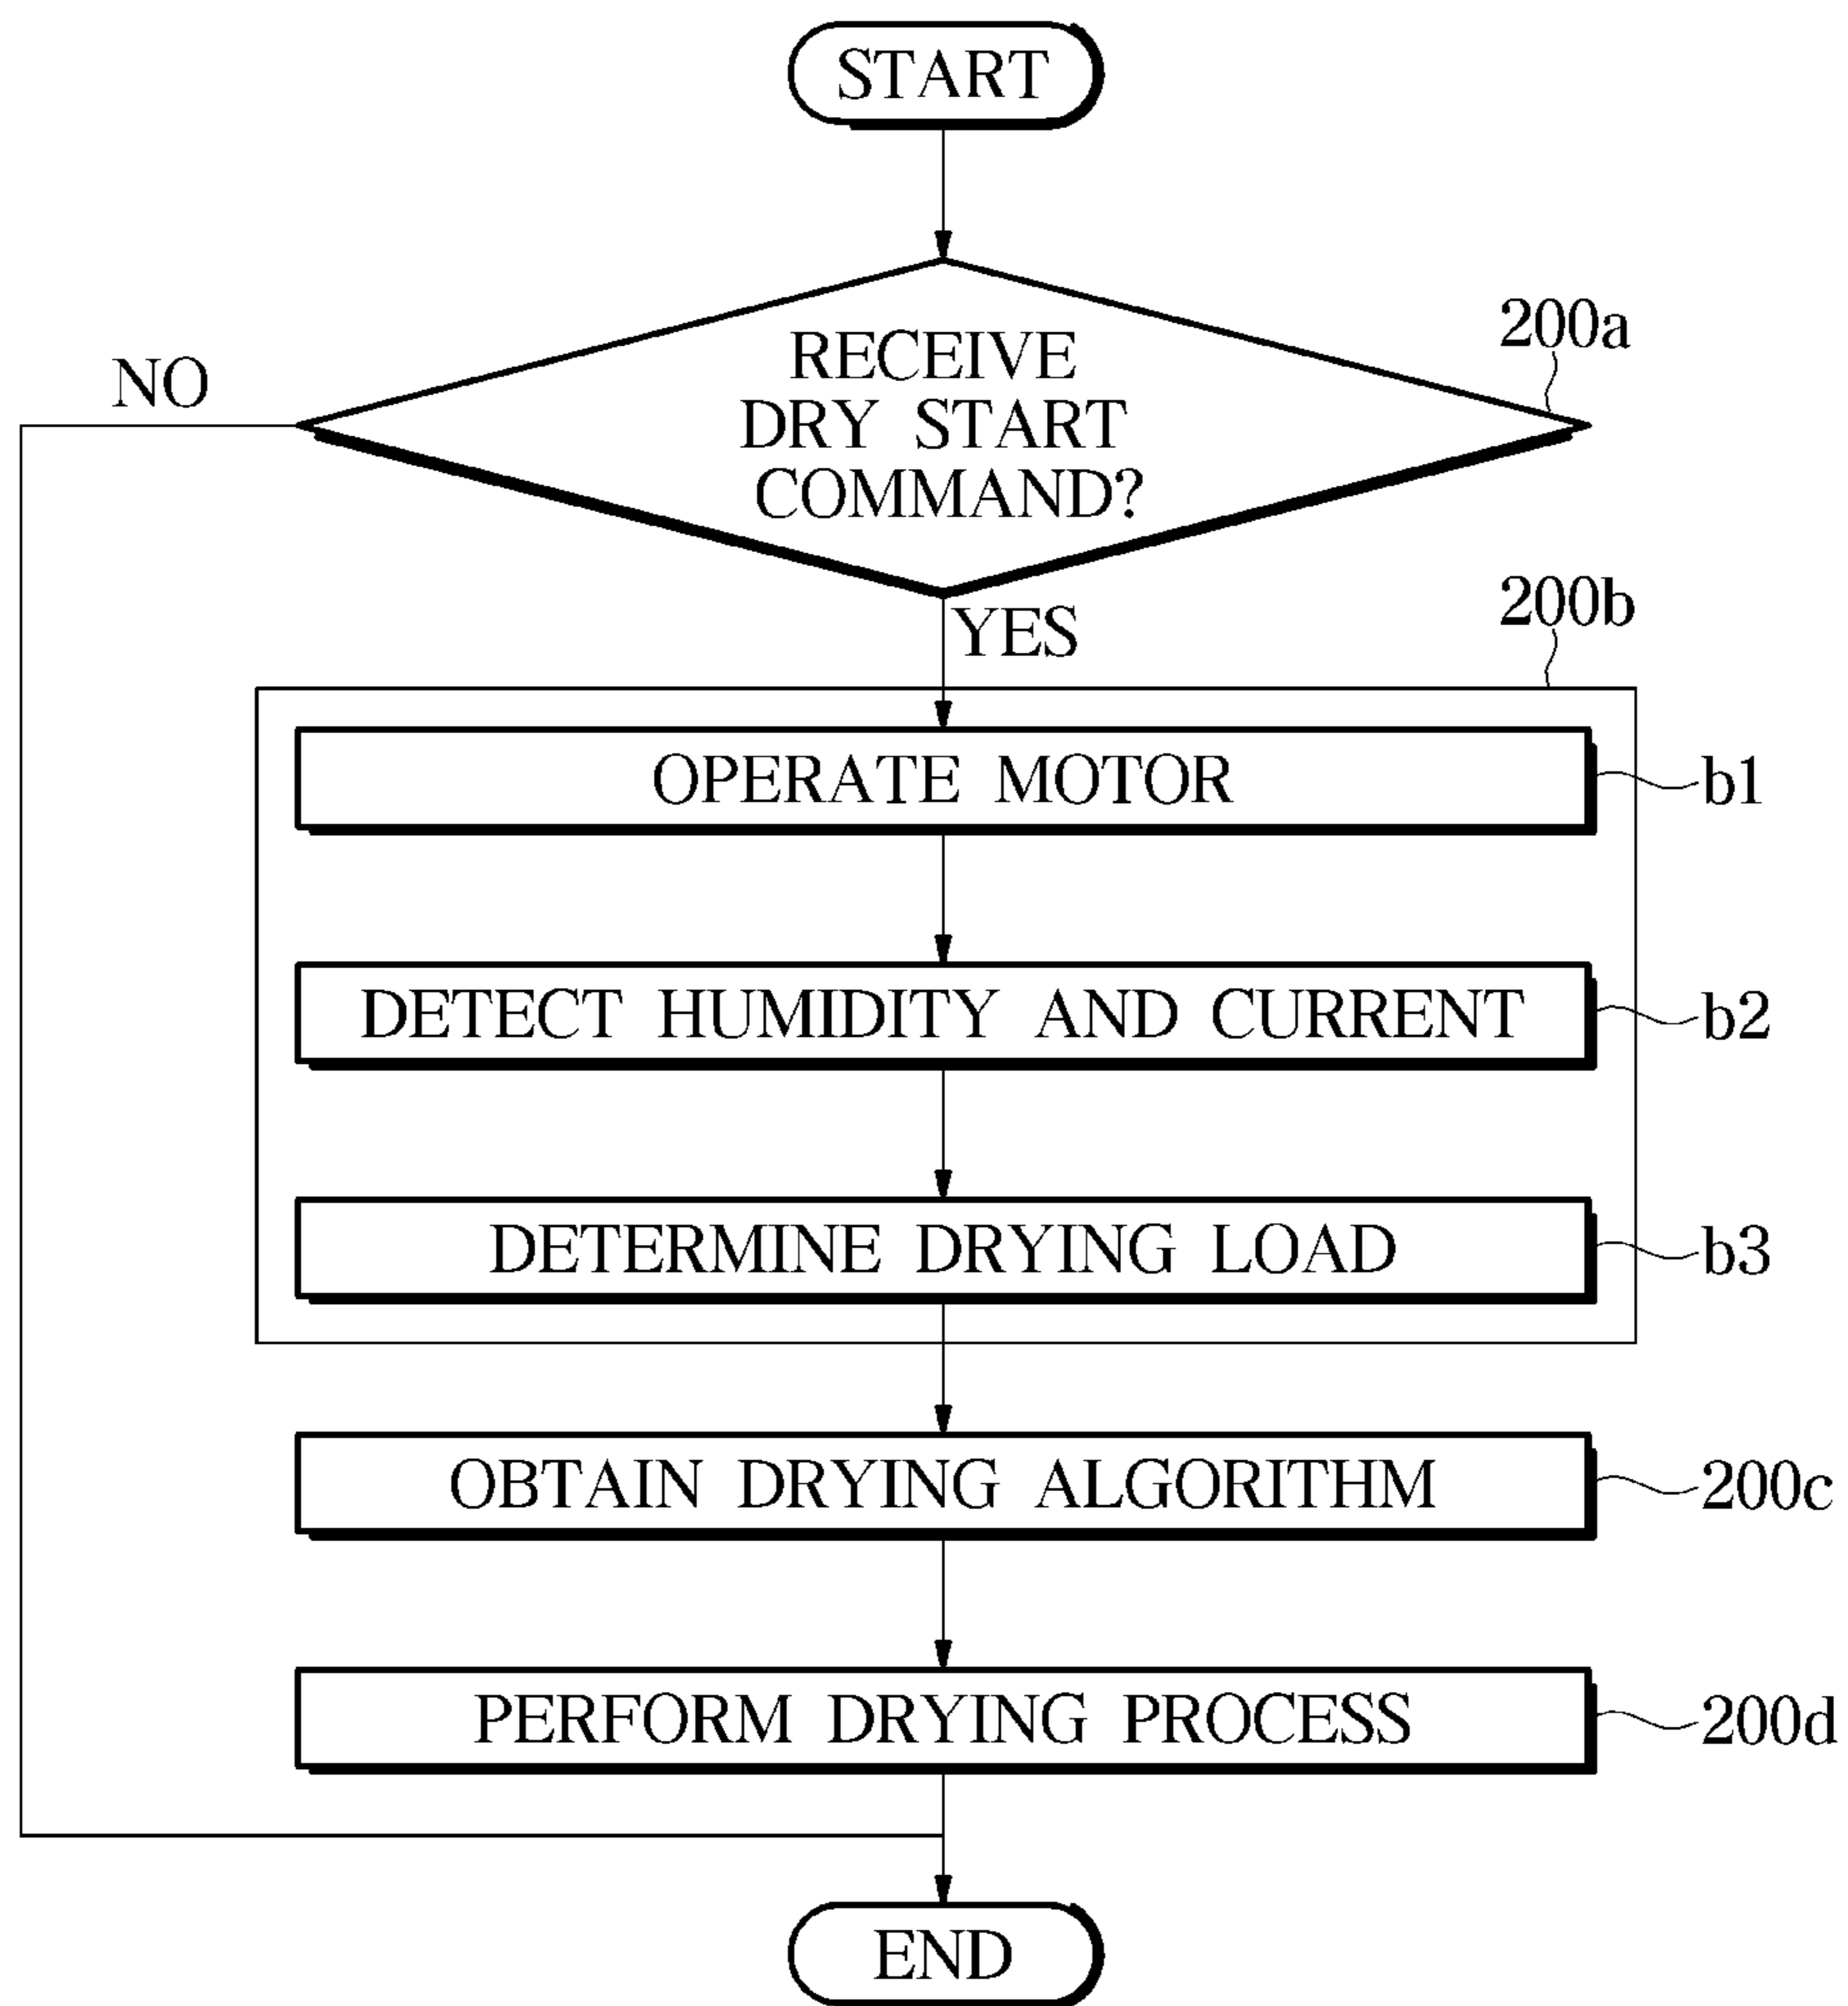 START
RECEIVE
DRY START
COMMAND?
200a
NO
YES
200b
OPERATE MOTOR
b1
DETECT HUMIDITY AND CURRENT
b2
DETERMINE DRYING LOAD
b3
OBTAIN DRYING ALGORITHM
200c
PERFORM DRYING PROCESS
200d
END